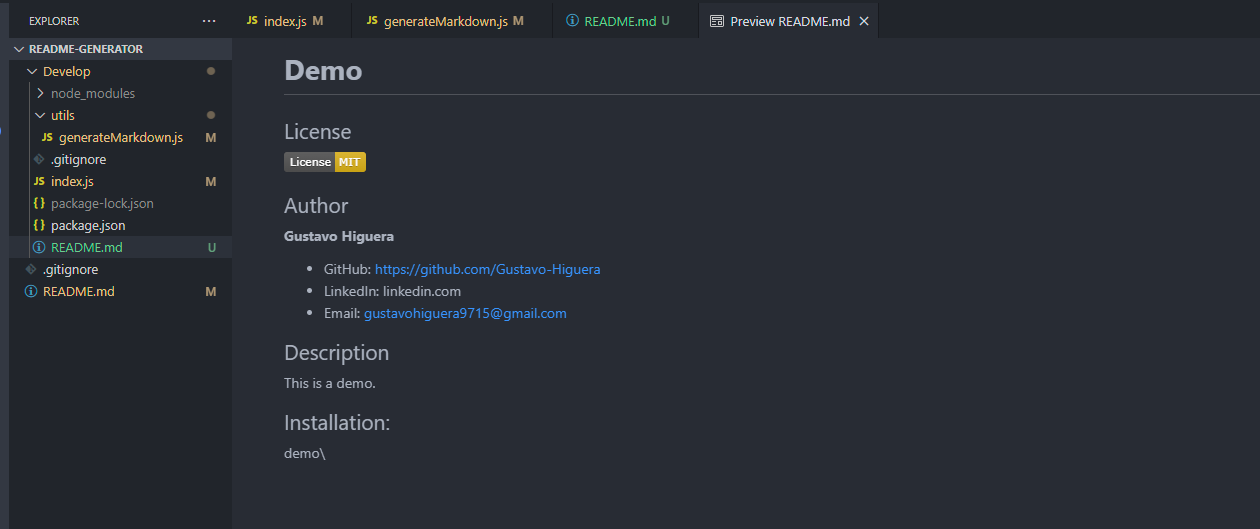 EXPLORER ···
README-GENERATOR
Develop
node_modules
utils
JS generateMarkdown.js M
.gitignore
JS index.js M
{ } package-lock.json
{ } package.json
README.md U
.gitignore
README.md M
JS index.js M JS generateMarkdown.js M README.md U Preview README.md
Demo
License
License MIT
Author
Gustavo Higuera
• GitHub: https://github.com/Gustavo-Higuera
• LinkedIn: linkedin.com
• Email: gustavohiguera9715@gmail.com
Description
This is a demo.
Installation:
demo\